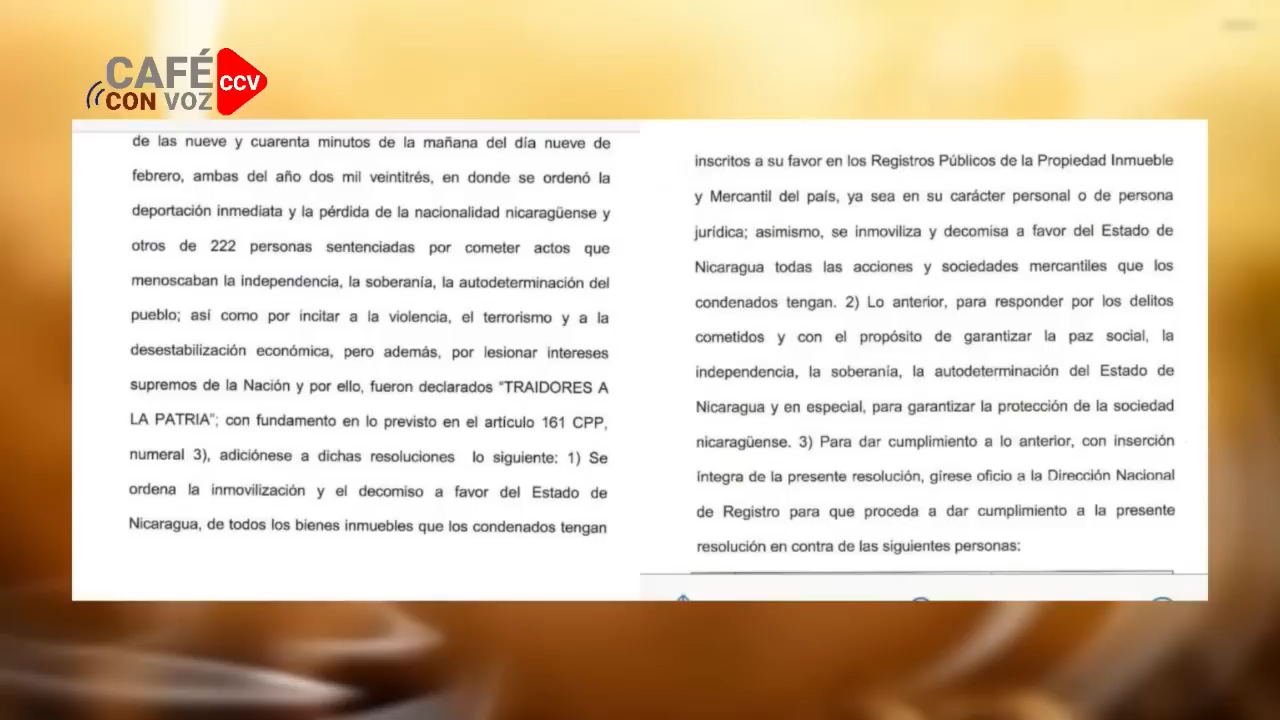 CAFÉ
CON VOZ
CCV
de las nueve y cuarenta minutos de la mañana del día nueve de
febrero, ambas del año dos mil veintitrés, en donde se ordenó la
deportación inmediata y la pérdida de la nacionalidad nicaragüense y
otros de 222 personas sentenciadas por cometer actos que
menoscaban la independencia, la soberanía, la autodeterminación del
pueblo; así como por incitar a la violencia, el terrorismo y a la
desestabilización económica, pero además, por lesionar intereses
supremos de la Nación y por ello, fueron declarados "TRAIDORES A
LA PATRIA"; con fundamento en lo previsto en el artículo 161 CPP,
numeral 3), adiciónese a dichas resoluciones lo siguiente: 1) Se
ordena la inmovilización y el decomiso a favor del Estado de
Nicaragua, de todos los bienes inmuebles que los condenados tengan
inscritos a su favor en los Registros Públicos de la Propiedad Inmueble
y Mercantil del país, ya sea en su carácter personal o de persona
jurídica; asimismo, se inmoviliza y decomisa a favor del Estado de
Nicaragua todas las acciones y sociedades mercantiles que los
condenados tengan. 2) Lo anterior, para responder por los delitos
cometidos y con el propósito de garantizar la paz social, la
independencia, la soberanía, la autodeterminación del Estado de
Nicaragua y en especial, para garantizar la protección de la sociedad
nicaragüense. 3) Para dar cumplimiento a lo anterior, con inserción
íntegra de la presente resolución, gírese oficio a la Dirección Nacional
de Registro para que proceda a dar cumplimiento a la presente
resolución en contra de las siguientes personas: